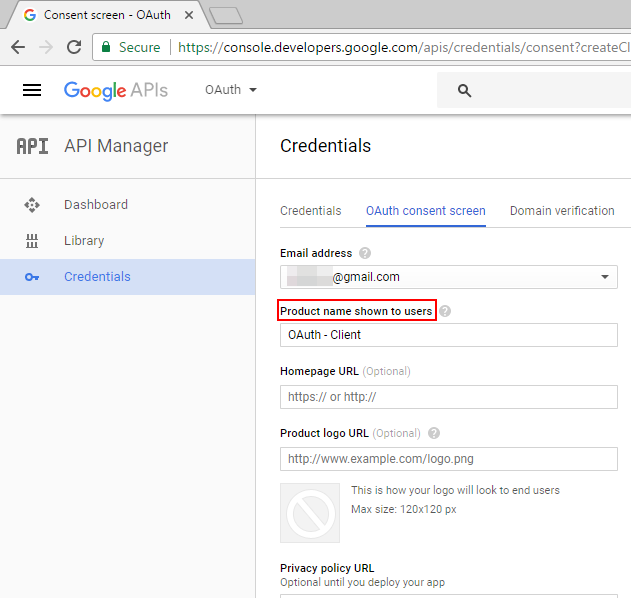 Consent screen - OAuth
Secure https://console.developers.google.com/apis/credentials/consent?createCl
Google APIs OAuth
API API Manager
Credentials
Dashboard
Library
Credentials
Credentials OAuth consent screen Domain verification
Email address ?
@gmail.com
Product name shown to users ?
OAuth - Client
Homepage URL (Optional)
https:// or http://
Product logo URL (Optional) ?
http://www.example.com/logo.png
This is how your logo will look to end users
Max size: 120x120 px
Privacy policy URL
Optional until you deploy your app